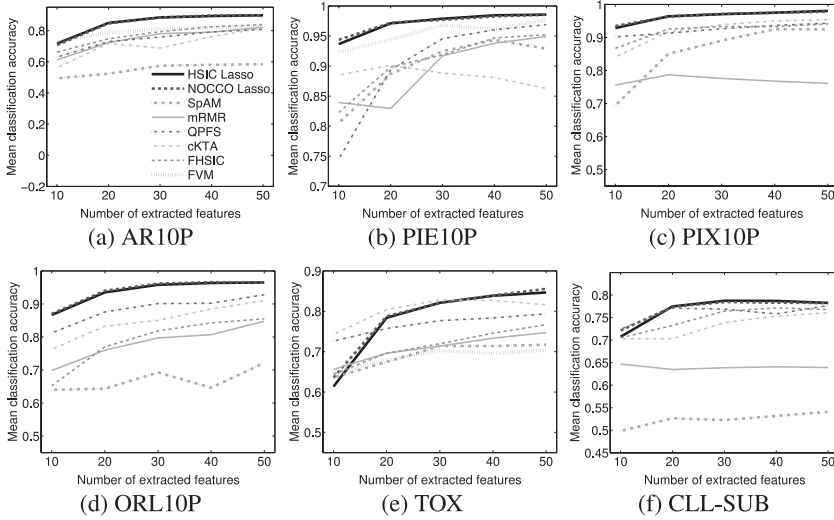 Mean classification accuracy
0.8
0.6
0.4
0.2
0
−0.2
10 20 30 40 50
Number of extracted features
HSIC Lasso
NOCCO Lasso
SpAM
mRMR
QPFS
cKTA
FHSIC
FVM
(a) AR10P
Mean classification accuracy
1
0.95
0.9
0.85
0.8
0.75
0.7
10 20 30 40 50
Number of extracted features
(b) PIE10P
Mean classification accuracy
1
0.9
0.8
0.7
0.6
0.5
10 20 30 40 50
Number of extracted features
(c) PIX10P
Mean classification accuracy
1
0.9
0.8
0.7
0.6
0.5
10 20 30 40 50
Number of extracted features
(d) ORL10P
Mean classification accuracy
0.9
0.8
0.7
0.6
0.5
10 20 30 40 50
Number of extracted features
(e) TOX
Mean classification accuracy
0.8
0.75
0.7
0.65
0.6
0.55
0.5
0.45
10 20 30 40 50
Number of extracted features
(f) CLL-SUB